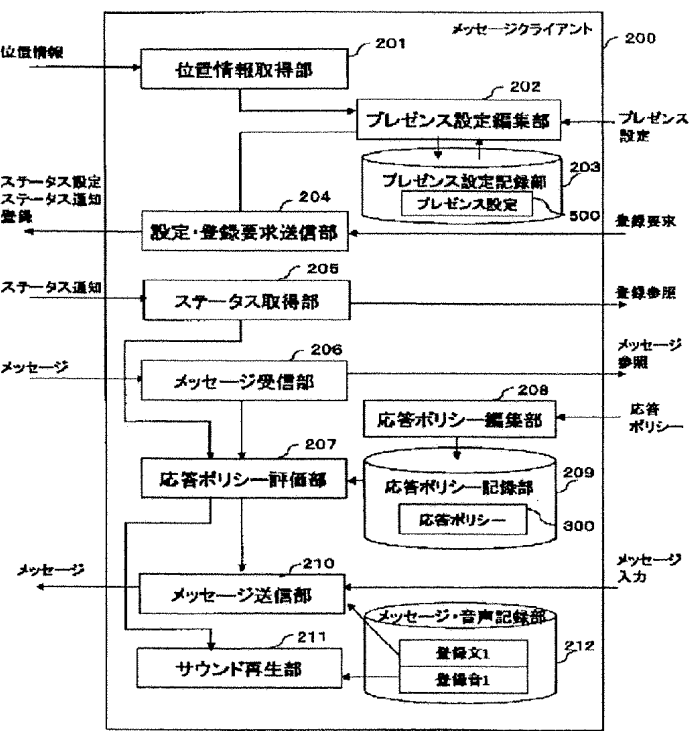 メッセージクライアント
200
位置情報
201
位置情報取得部
202
プレゼンス設定編集部
プレゼンス
設定
プレゼンス設定記録部
203
プレゼンス設定
500
ステータス設定
ステータス通知
登録
204
設定・登録要求送信部
登録要求
205
ステータス通知
ステータス取得部
登録参照
206
メッセージ
メッセージ受信部
メッセージ
参照
208
応答ポリシー編集部
応答
ポリシー
207
応答ポリシー評価部
応答ポリシー記録部
209
応答ポリシー
300
210
メッセージ
メッセージ送信部
メッセージ
入力
メッセージ・音声記録部
211
サウンド再生部
登録文1
登録音1
212